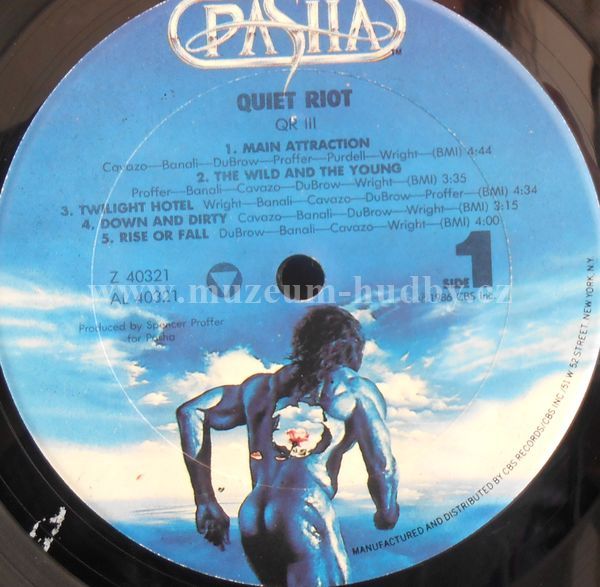 PASHA
TM
QUIET RIOT
QR III
1. MAIN ATTRACTION
Cavazo—Banali—DuBrow—Proffer—Purdell—Wright—(BMI) 4:44
2. THE WILD AND THE YOUNG
Proffer—Banali—Cavazo—DuBrow—Wright—(BMI) 3:35
3. TWILIGHT HOTEL Wright—Banali—Cavazo—DuBrow—Proffer—(BMI) 4:34
4. DOWN AND DIRTY Cavazo—Banali—DuBrow—Wright—(BMI) 3:15
5. RISE OR FALL DuBrow—Banali—Cavazo—Wright—(BMI) 4:00
Z 40321
AL 40321
SIDE 1
1986 CBS Inc.
www.muzeum-hudby.cz
Produced by Spencer Proffer
for Pasha
MANUFACTURED AND DISTRIBUTED BY CBS RECORDS/CBS INC./51 W. 52 STREET, NEW YORK, N.Y.